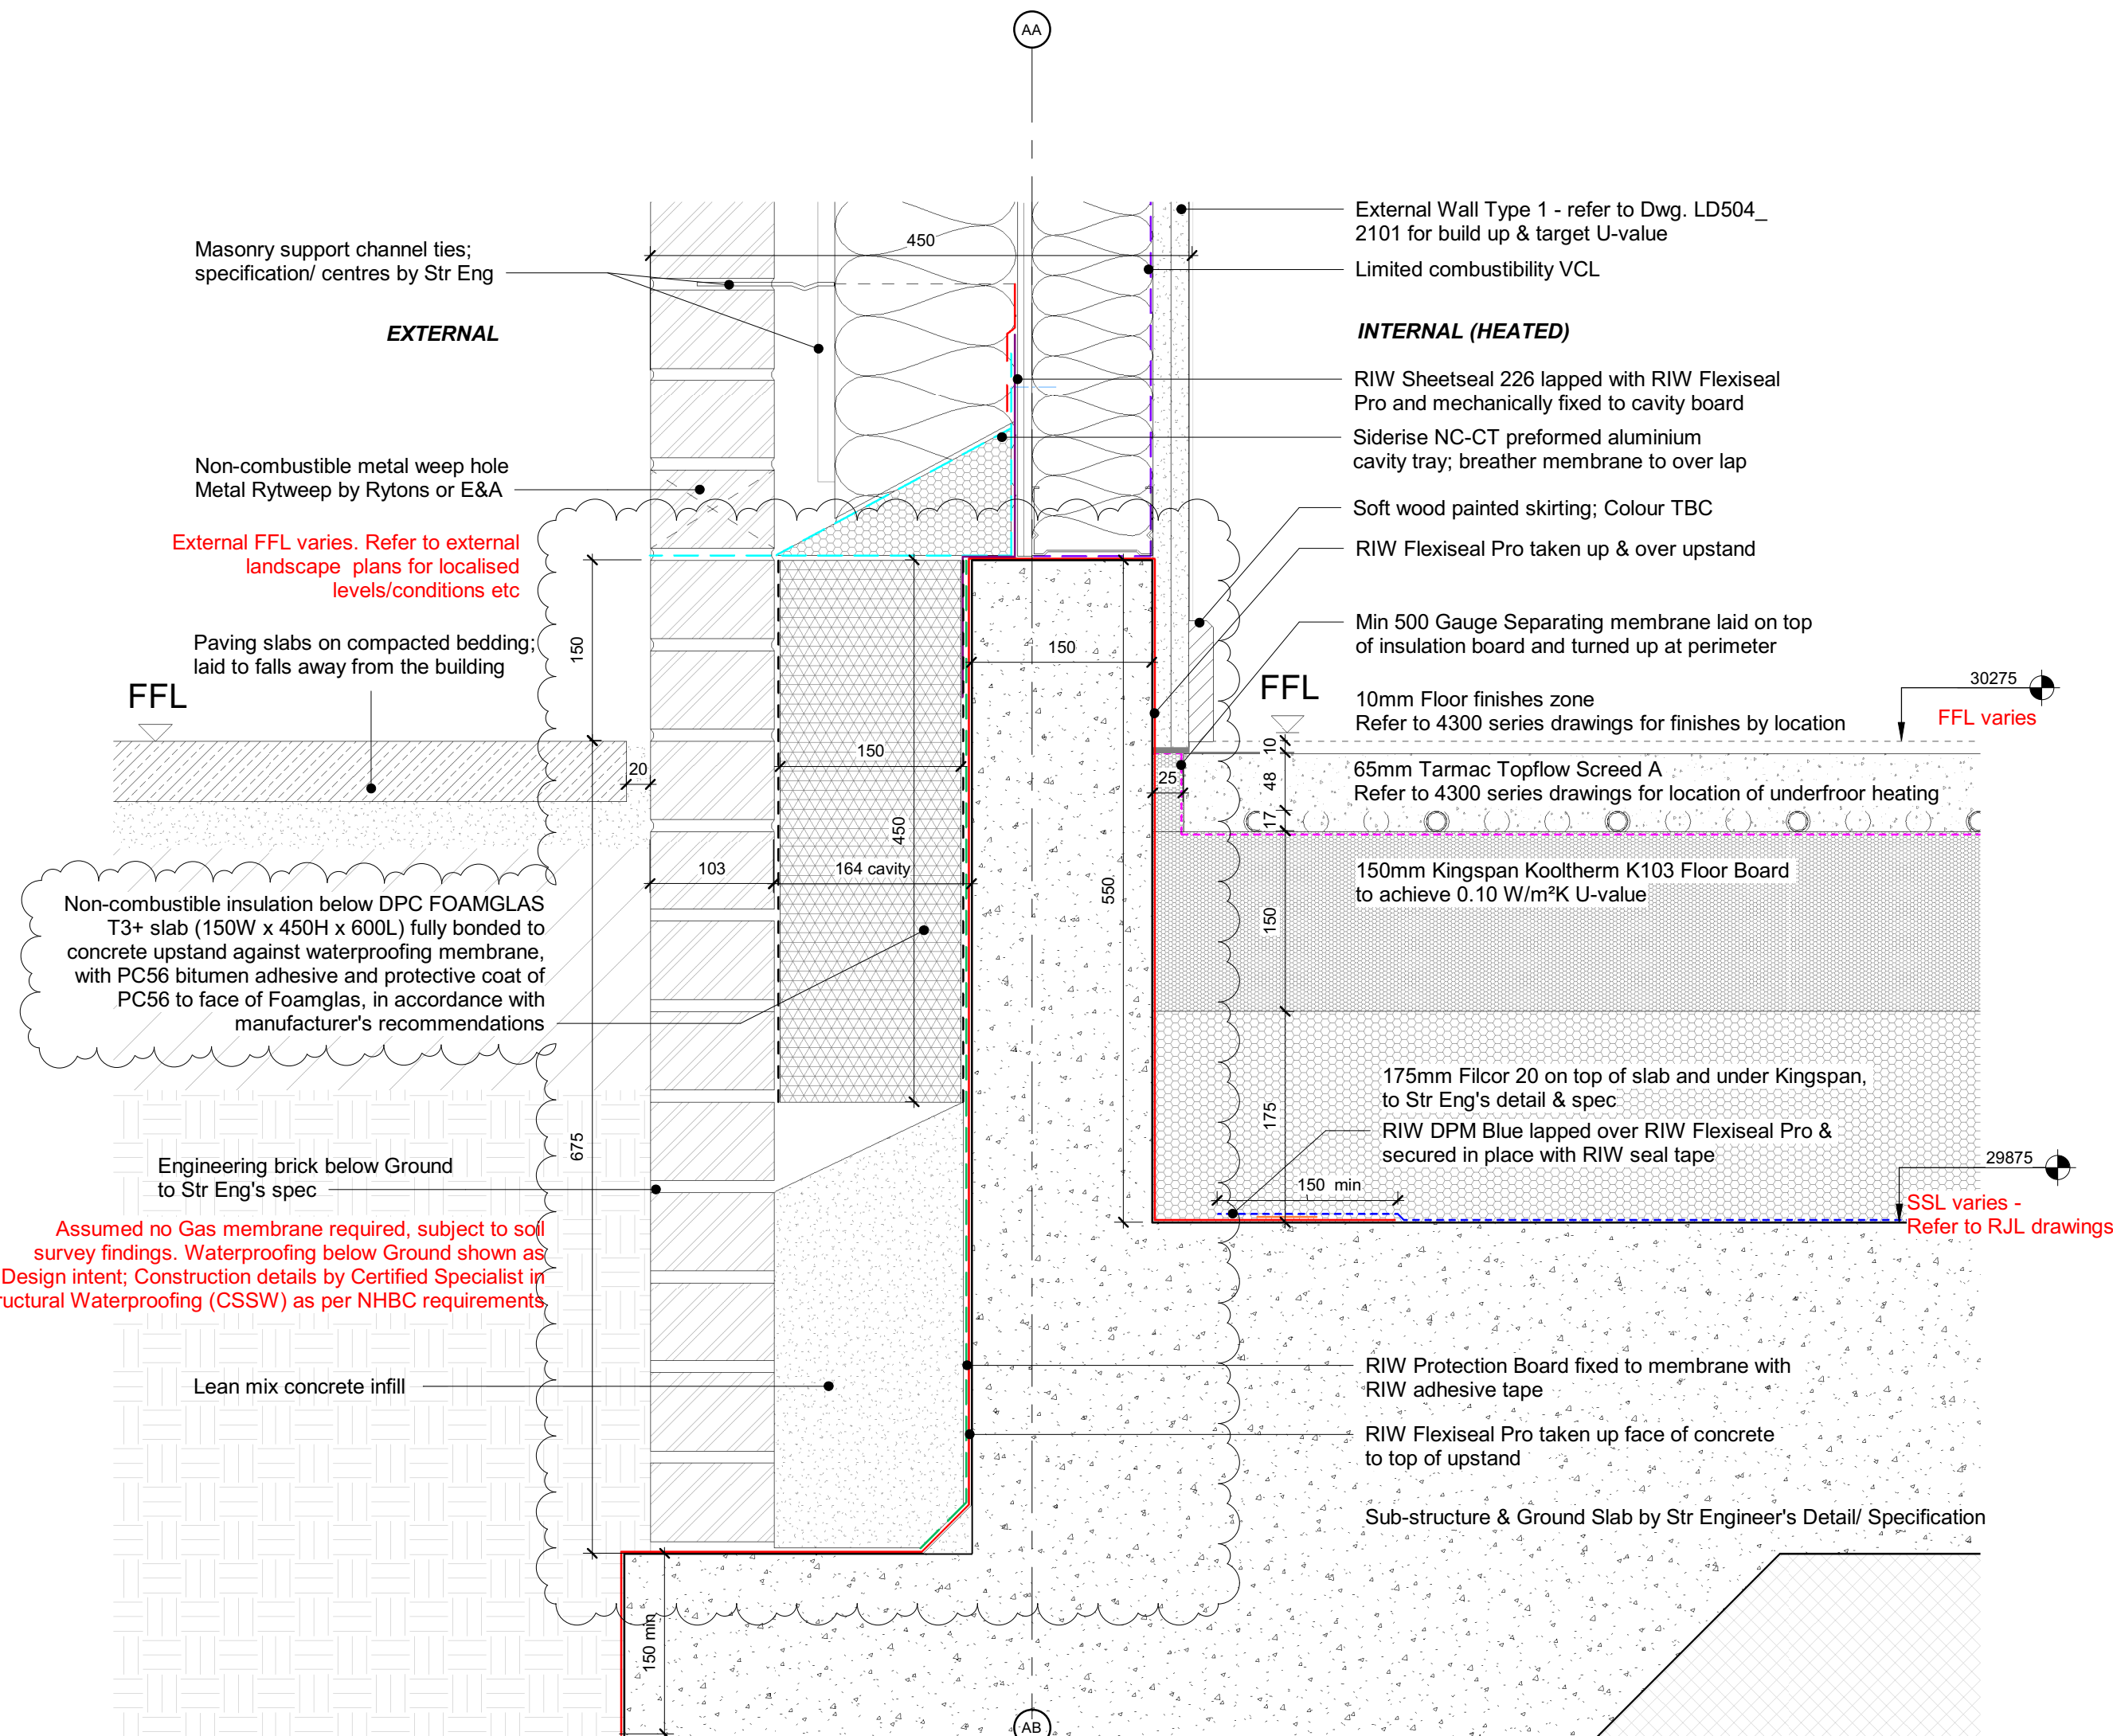 AA
Masonry support channel ties;
specification/ centres by Str Eng
EXTERNAL
Non-combustible metal weep hole
Metal Rytweep by Rytons or E&A
External FFL varies. Refer to external
landscape plans for localised
levels/conditions etc
Paving slabs on compacted bedding;
laid to falls away from the building
FFL
Non-combustible insulation below DPC FOAMGLAS
T3+ slab (150W x 450H x 600L) fully bonded to
concrete upstand against waterproofing membrane,
with PC56 bitumen adhesive and protective coat of
PC56 to face of Foamglas, in accordance with
manufacturer's recommendations
Engineering brick below Ground
to Str Eng's spec
Assumed no Gas membrane required, subject to soil
survey findings. Waterproofing below Ground shown as
Design intent; Construction details by Certified Specialist in
ructural Waterproofing (CSSW) as per NHBC requirements
Lean mix concrete infill
450
150
150
150
20
450
103
164 cavity
550
675
150 min
External Wall Type 1 - refer to Dwg. LD504_
2101 for build up & target U-value
Limited combustibility VCL
INTERNAL (HEATED)
RIW Sheetseal 226 lapped with RIW Flexiseal
Pro and mechanically fixed to cavity board
Siderise NC-CT preformed aluminium
cavity tray; breather membrane to over lap
Soft wood painted skirting; Colour TBC
RIW Flexiseal Pro taken up & over upstand
Min 500 Gauge Separating membrane laid on top
of insulation board and turned up at perimeter
FFL
10mm Floor finishes zone
Refer to 4300 series drawings for finishes by location
30275
FFL varies
10
25
48
17
65mm Tarmac Topflow Screed A
Refer to 4300 series drawings for location of underfroor heating
150mm Kingspan Kooltherm K103 Floor Board
to achieve 0.10 W/m²K U-value
150
175
175mm Filcor 20 on top of slab and under Kingspan,
to Str Eng's detail & spec
RIW DPM Blue lapped over RIW Flexiseal Pro &
secured in place with RIW seal tape
150 min
29875
SSL varies -
Refer to RJL drawings
RIW Protection Board fixed to membrane with
RIW adhesive tape
RIW Flexiseal Pro taken up face of concrete
to top of upstand
Sub-structure & Ground Slab by Str Engineer's Detail/ Specification
AB